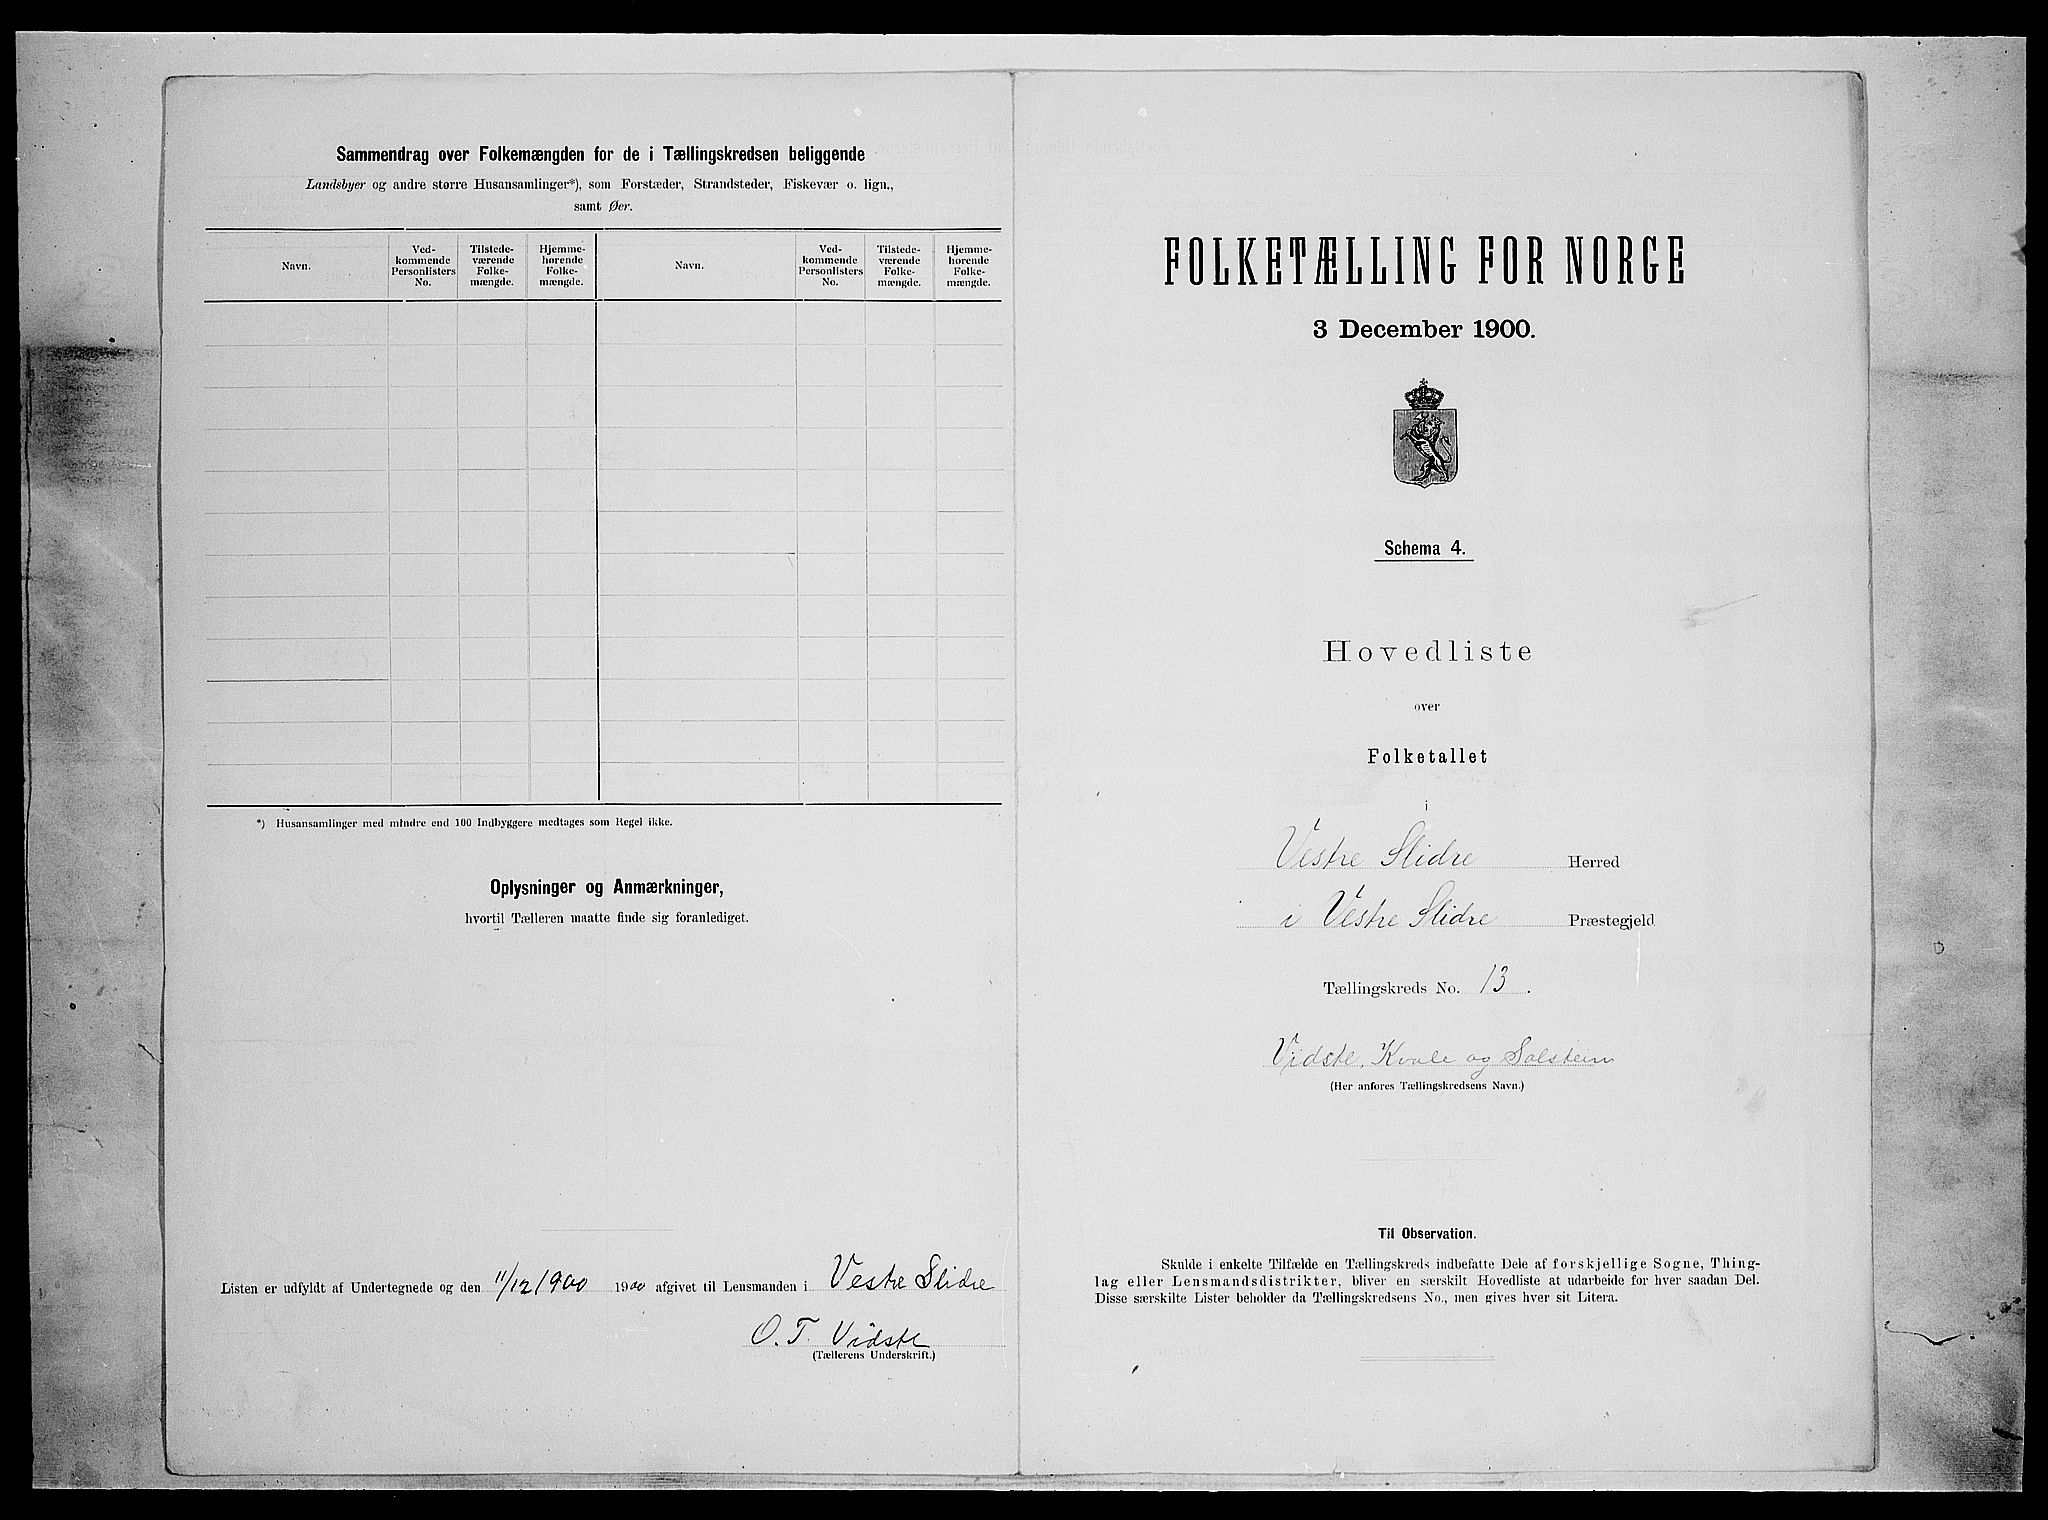 Sammendrag over Folkemængden for de i Tællingskredsen beliggende
Landsbyer og andre større Husansamlinger*), som Forstæder, Strandsteder, Fiskevær o. lign.,
samt Øer.
Navn.
Ved-
kommende
Personlisters
No.
Tilstede-
værende
Folke-
mængde.
Hjemme-
hørende
Folke-
mængde.
Navn.
Ved-
kommende
Personlisters
No.
Tilstede-
værende
Folke-
mængde.
Hjemme-
hørende
Folke-
mængde.
*) Husansamlinger med mindre end 100 Indbyggere medtages som Regel ikke.
Oplysninger og Anmærkninger,
hvortil Tælleren maatte finde sig foranlediget.
Listen er udfyldt af Undertegnede og den 11/12 1900 1900 afgivet til Lensmanden i Vestre Slidre
O. T. Vidste
(Tællerens Underskrift.)
FOLKETÆLLING FOR NORGE
3 December 1900.
Schema 4.
Hovedliste
over
Folketallet
i
Vestre Slidre Herred
i Vestre Slidre Præstegjeld
Tællingskreds No. 13.
Vidste, Kvale og Solstein
(Her anføres Tællingskredsens Navn.)
Til Observation.
Skulde i enkelte Tilfælde en Tællingskreds indbefatte Dele af forskjellige Sogne, Thing-
lag eller Lensmandsdistrikter, bliver en særskilt Hovedliste at udarbeide for hver saadan Del.
Disse særskilte Lister beholder da Tællingskredsens No., men gives hver sit Litera.